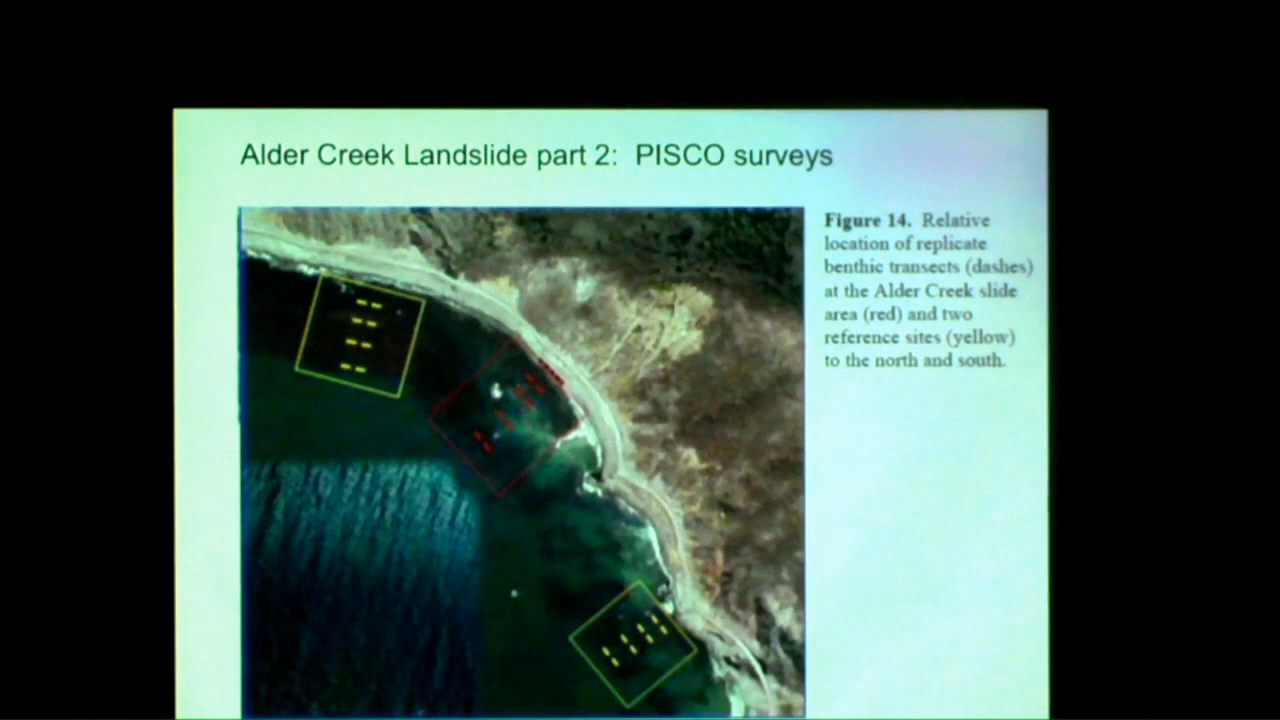 Alder Creek Landslide part 2:  PISCO surveys
Figure 14.  Relative
location of replicate
benthic transects (dashes)
at the Alder Creek slide
area (red) and two
reference sites (yellow)
to the north and south.